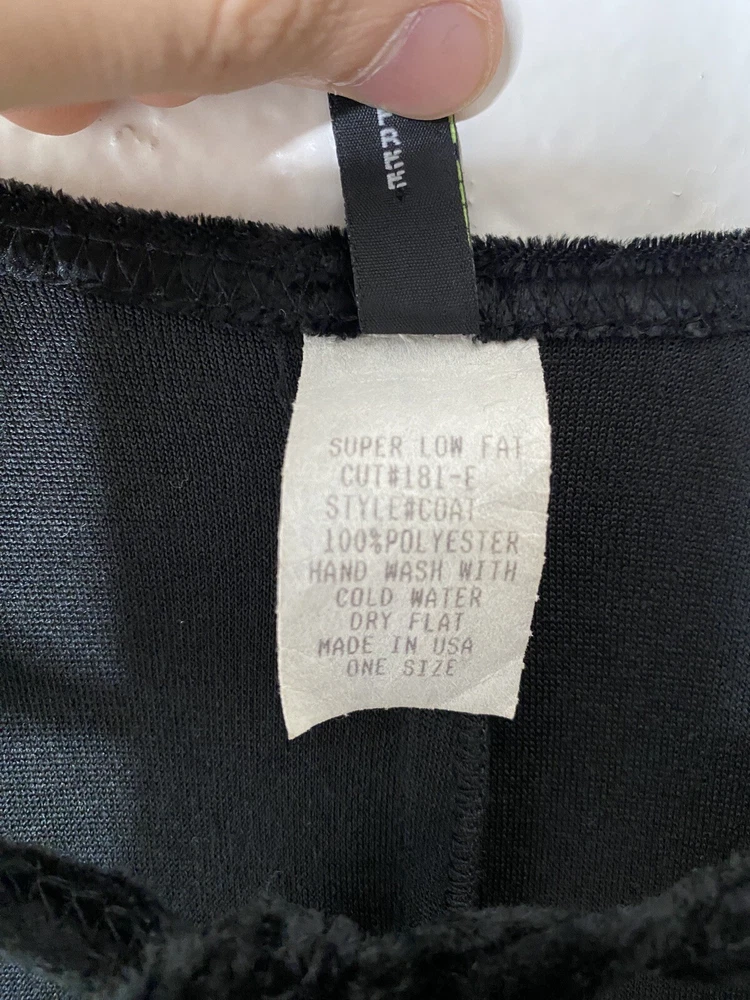 SUPER LOW FAT
CUT#181-E
STYLE#COAT
100%POLYESTER
HAND WASH WITH
COLD WATER
DRY FLAT
MADE IN USA
ONE SIZE